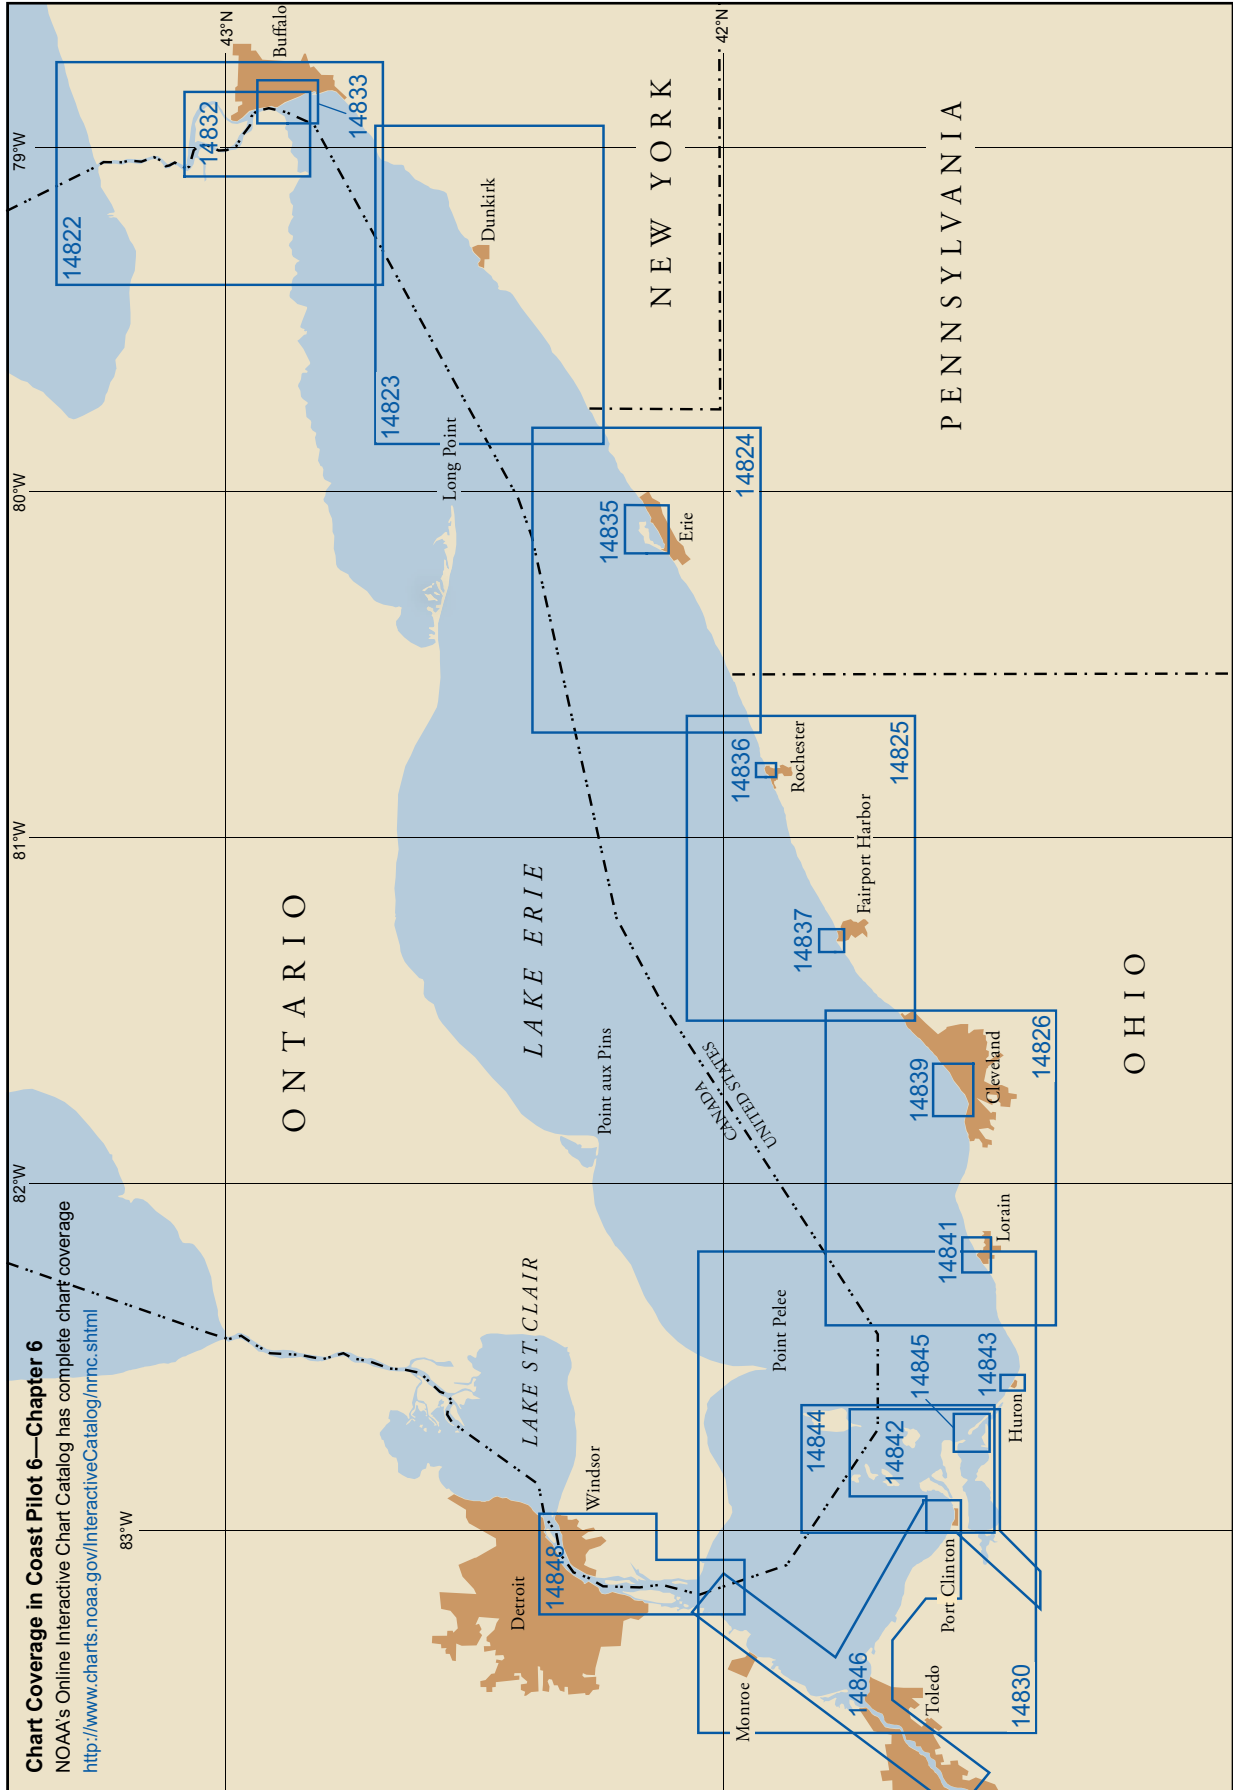 Chart Coverage in Coast Pilot 6—Chapter 6
NOAA's Online Interactive Chart Catalog has complete chart coverage
http://www.charts.noaa.gov/InteractiveCatalog/nrnc.shtml
83°W
82°W
81°W
80°W
79°W
43°N
42°N
ONTARIO
LAKE ST. CLAIR
LAKE ERIE
NEW YORK
PENNSYLVANIA
OHIO
CANADA
UNITED STATES
Buffalo
Dunkirk
Long Point
Erie
Rochester
Fairport Harbor
Point aux Pins
Cleveland
Lorain
Point Pelee
Huron
Windsor
Detroit
Port Clinton
Monroe
Toledo
14822
14832
14833
14823
14824
14835
14836
14825
14837
14826
14839
14841
14843
14845
14844
14842
14848
14846
14830